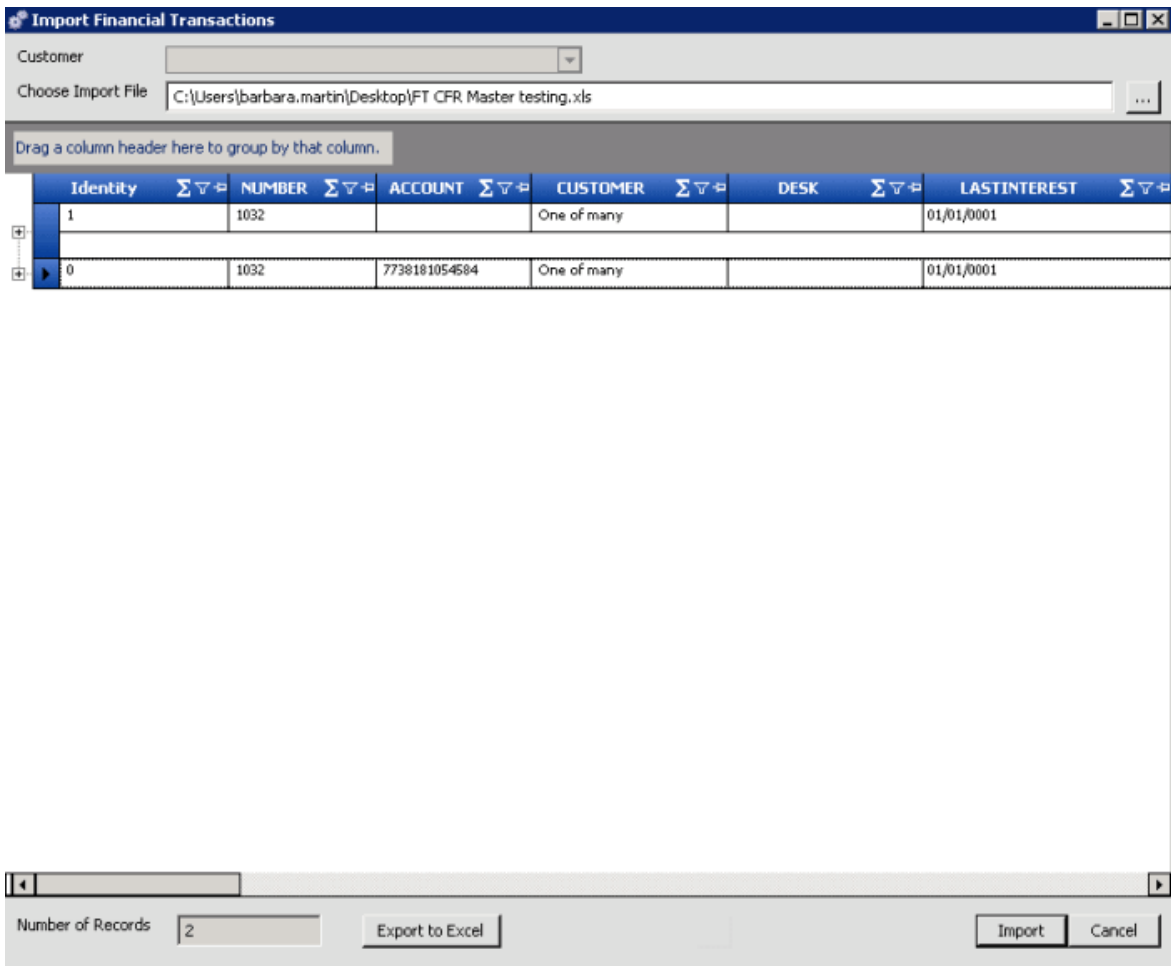 Import Financial Transactions
Customer
Choose Import File C:\Users\barbara.martin\Desktop\FT CFR Master testing.xls ...
Drag a column header here to group by that column.
Identity Σ NUMBER Σ ACCOUNT Σ CUSTOMER Σ DESK Σ LASTINTEREST Σ
1 1032 One of many 01/01/0001
0 1032 7738181054584 One of many 01/01/0001
Number of Records 2 Export to Excel Import Cancel